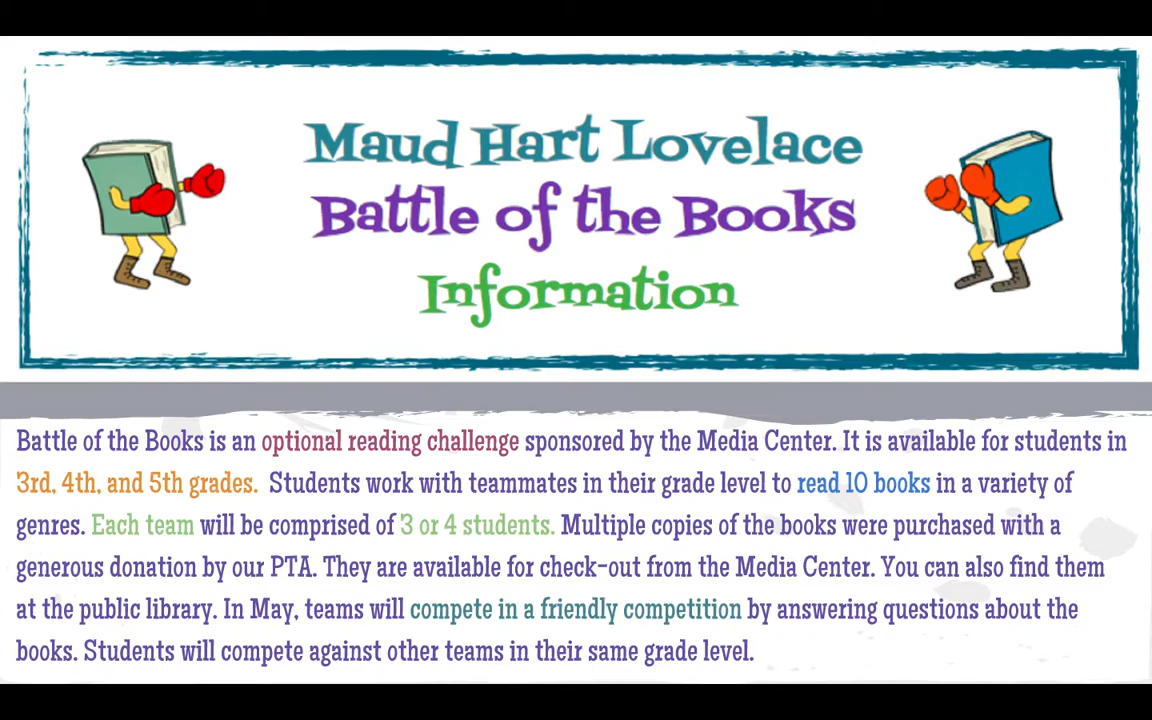 Maud Hart Lovelace
Battle of the Books
Information
Battle of the Books is an optional reading challenge sponsored by the Media Center. It is available for students in
3rd, 4th, and 5th grades. Students work with teammates in their grade level to read 10 books in a variety of
genres. Each team will be comprised of 3 or 4 students. Multiple copies of the books were purchased with a
generous donation by our PTA. They are available for check-out from the Media Center. You can also find them
at the public library. In May, teams will compete in a friendly competition by answering questions about the
books. Students will compete against other teams in their same grade level.